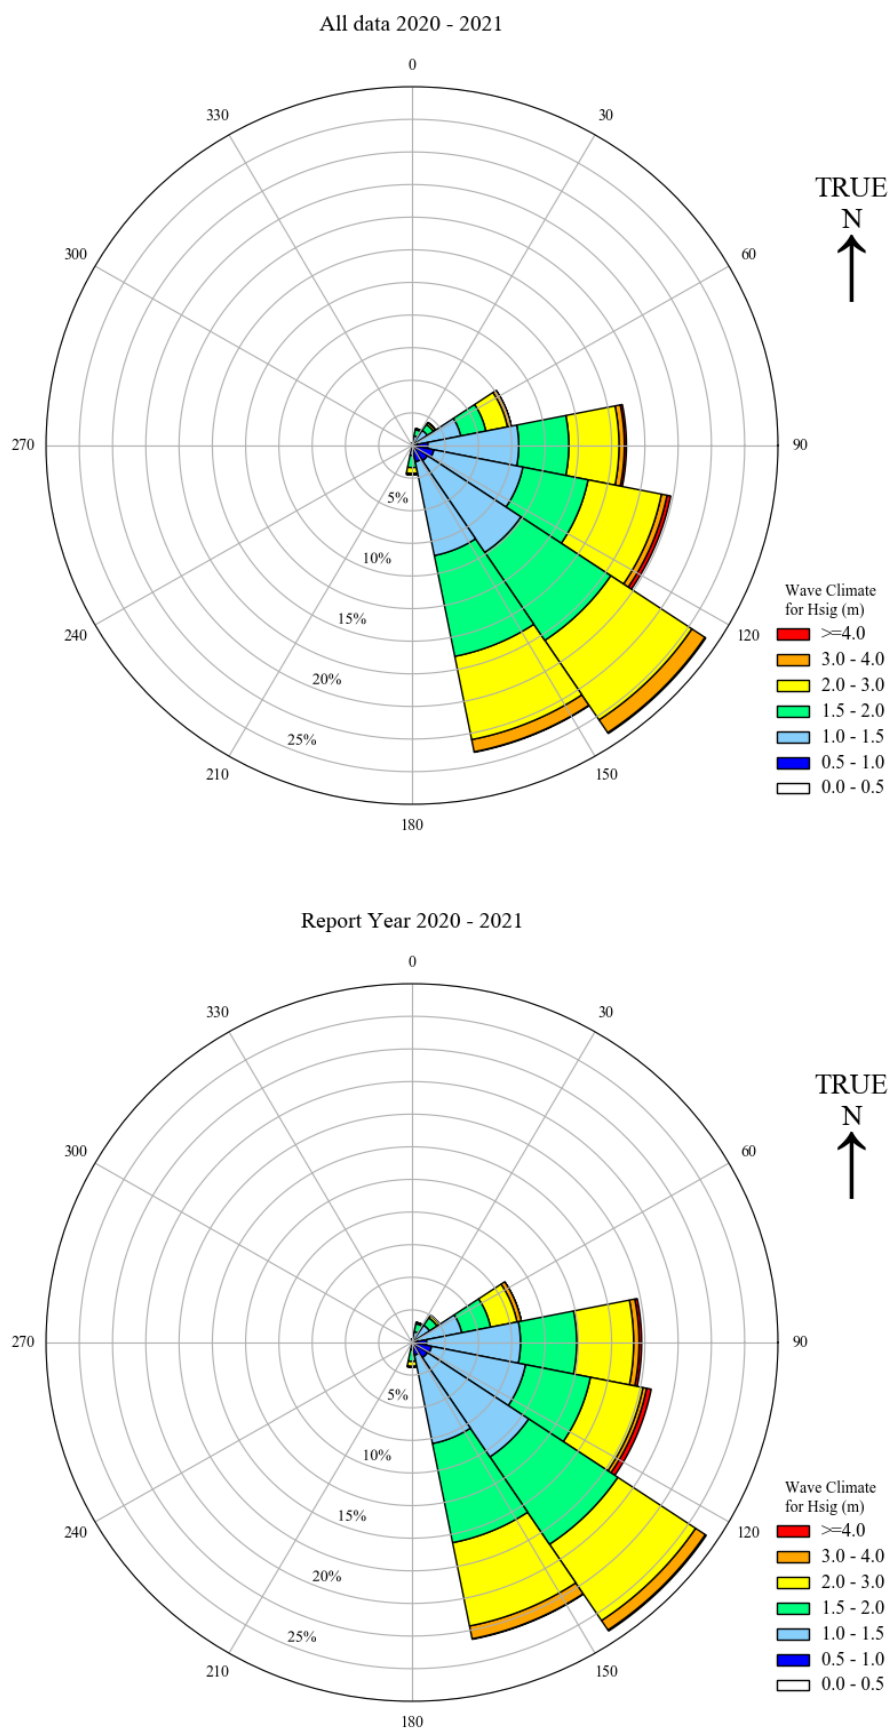 All data 2020 - 2021
0
330
30
TRUE
N
300
60
270
90
5%
10%
15%
20%
25%
240
120
210
150
180
Wave Climate
for Hsig (m)
>=4.0
3.0 - 4.0
2.0 - 3.0
1.5 - 2.0
1.0 - 1.5
0.5 - 1.0
0.0 - 0.5
Report Year 2020 - 2021
0
330
30
TRUE
N
300
60
270
90
5%
10%
15%
20%
25%
240
120
210
150
180
Wave Climate
for Hsig (m)
>=4.0
3.0 - 4.0
2.0 - 3.0
1.5 - 2.0
1.0 - 1.5
0.5 - 1.0
0.0 - 0.5